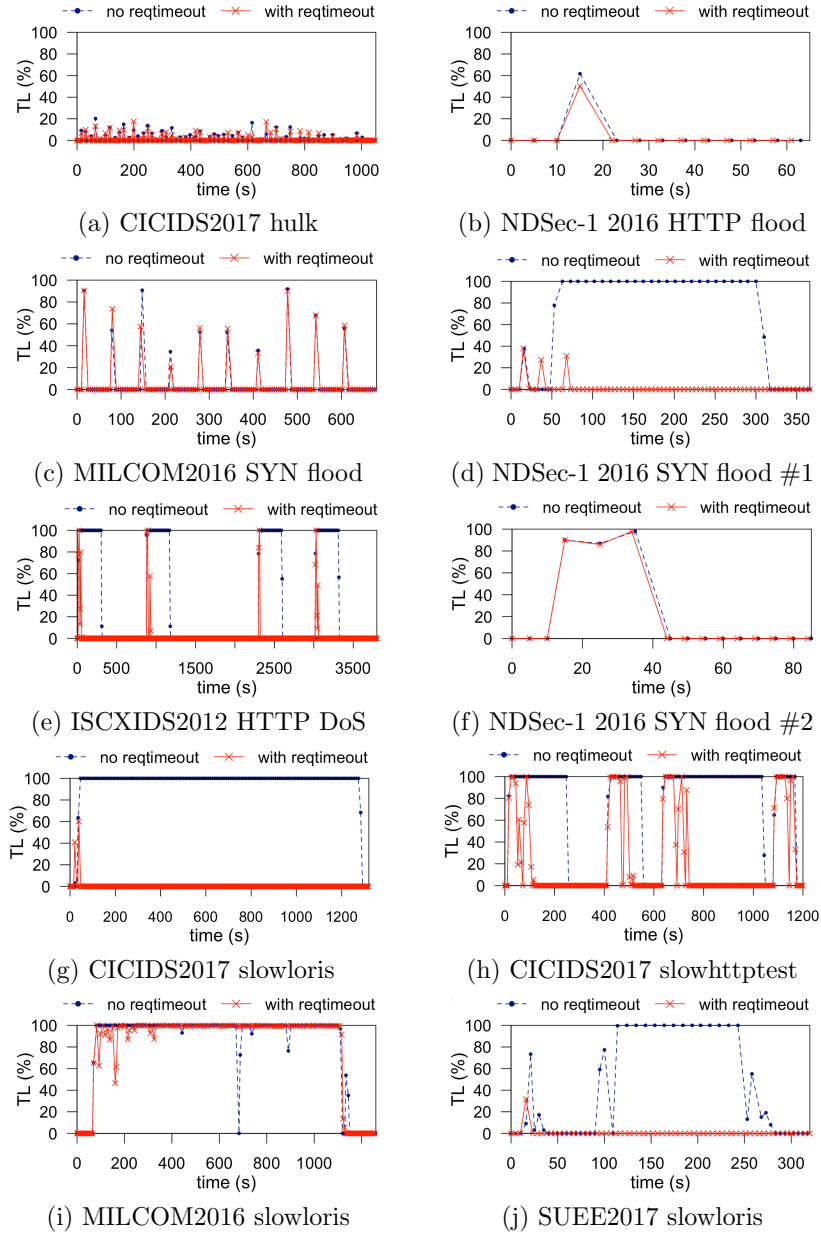 no reqtimeout with reqtimeout
no reqtimeout with reqtimeout
TL (%)
100
80
60
40
20
0
0 200 400 600 800 1000
time (s)
TL (%)
100
80
60
40
20
0
0 10 20 30 40 50 60
time (s)
(a) CICIDS2017 hulk
(b) NDSec-1 2016 HTTP flood
no reqtimeout with reqtimeout
no reqtimeout with reqtimeout
TL (%)
100
80
60
40
20
0
0 100 200 300 400 500 600
time (s)
TL (%)
100
80
60
40
20
0
0 50 100 150 200 250 300 350
time (s)
(c) MILCOM2016 SYN flood
(d) NDSec-1 2016 SYN flood #1
no reqtimeout with reqtimeout
no reqtimeout with reqtimeout
TL (%)
100
80
60
40
20
0
0 500 1500 2500 3500
time (s)
TL (%)
100
80
60
40
20
0
0 20 40 60 80
time (s)
(e) ISCXIDS2012 HTTP DoS
(f) NDSec-1 2016 SYN flood #2
no reqtimeout with reqtimeout
no reqtimeout with reqtimeout
TL (%)
100
80
60
40
20
0
0 200 400 600 800 1000 1200
time (s)
TL (%)
100
80
60
40
20
0
0 200 400 600 800 1000 1200
time (s)
(g) CICIDS2017 slowloris
(h) CICIDS2017 slowhttptest
no reqtimeout with reqtimeout
no reqtimeout with reqtimeout
TL (%)
100
80
60
40
20
0
0 200 400 600 800 1000
time (s)
TL (%)
100
80
60
40
20
0
0 50 100 150 200 250 300
time (s)
(i) MILCOM2016 slowloris
(j) SUEE2017 slowloris